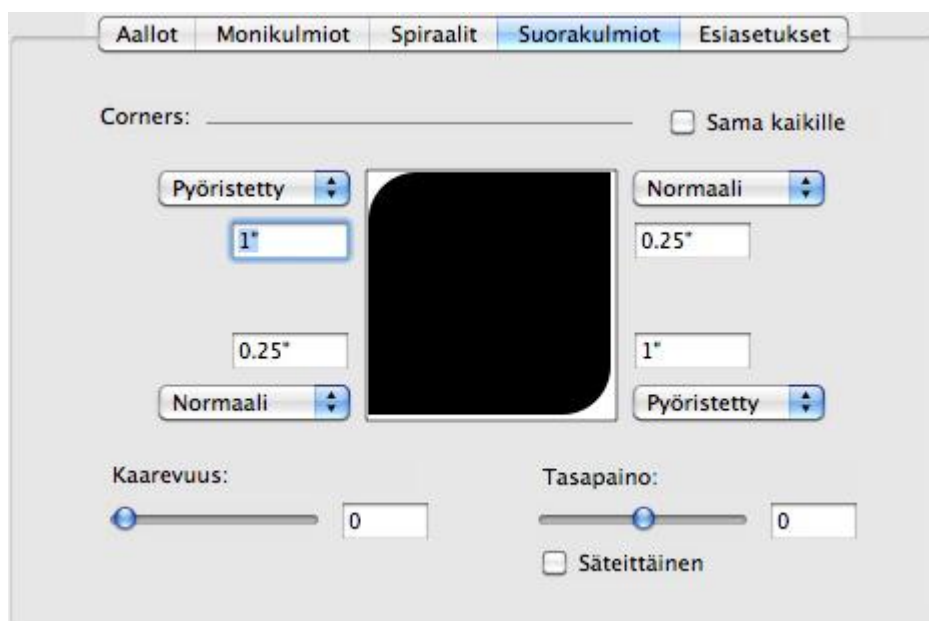 Aallot Monikulmiot Spiraalit Suorakulmiot Esiasetukset
Corners: Sama kaikille
Pyöristetty Normaali
1" 0.25"
0.25" 1"
Normaali Pyöristetty
Kaarevuus: Tasapaino:
0 0
Säteittäinen